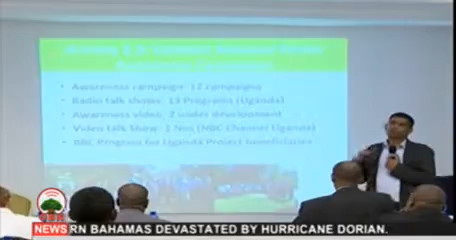 • Awareness campaign: 12 campaigns
• Radio talk shows: 13 Programs (Uganda)
• Awareness video: 2 under development
• Video talk Show: 1 Nos (NBC Channel Uganda)
• BBC Program for Uganda Project beneficiaries
NEWS RN BAHAMAS DEVASTATED BY HURRICANE DORIAN.